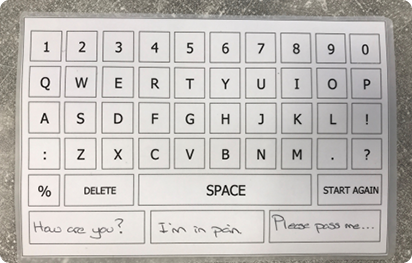 1 2 3 4 5 6 7 8 9 0
Q W E R T Y U I O P
A S D F G H J K L !
: Z X C V B N M . ?
% DELETE SPACE START AGAIN
How are you? I'm in pain Please pass me...